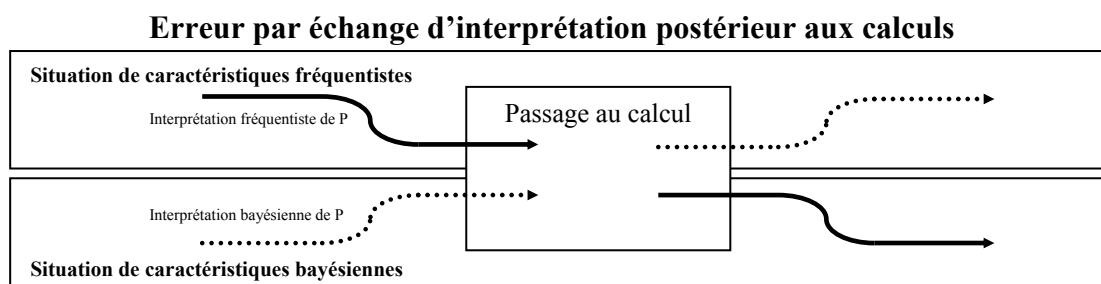 Erreur par échange d’interprétation postérieur aux calculs
Situation de caractéristiques fréquentistes
Interprétation fréquentiste de P
Passage au calcul
Interprétation bayésienne de P
Situation de caractéristiques bayésiennes